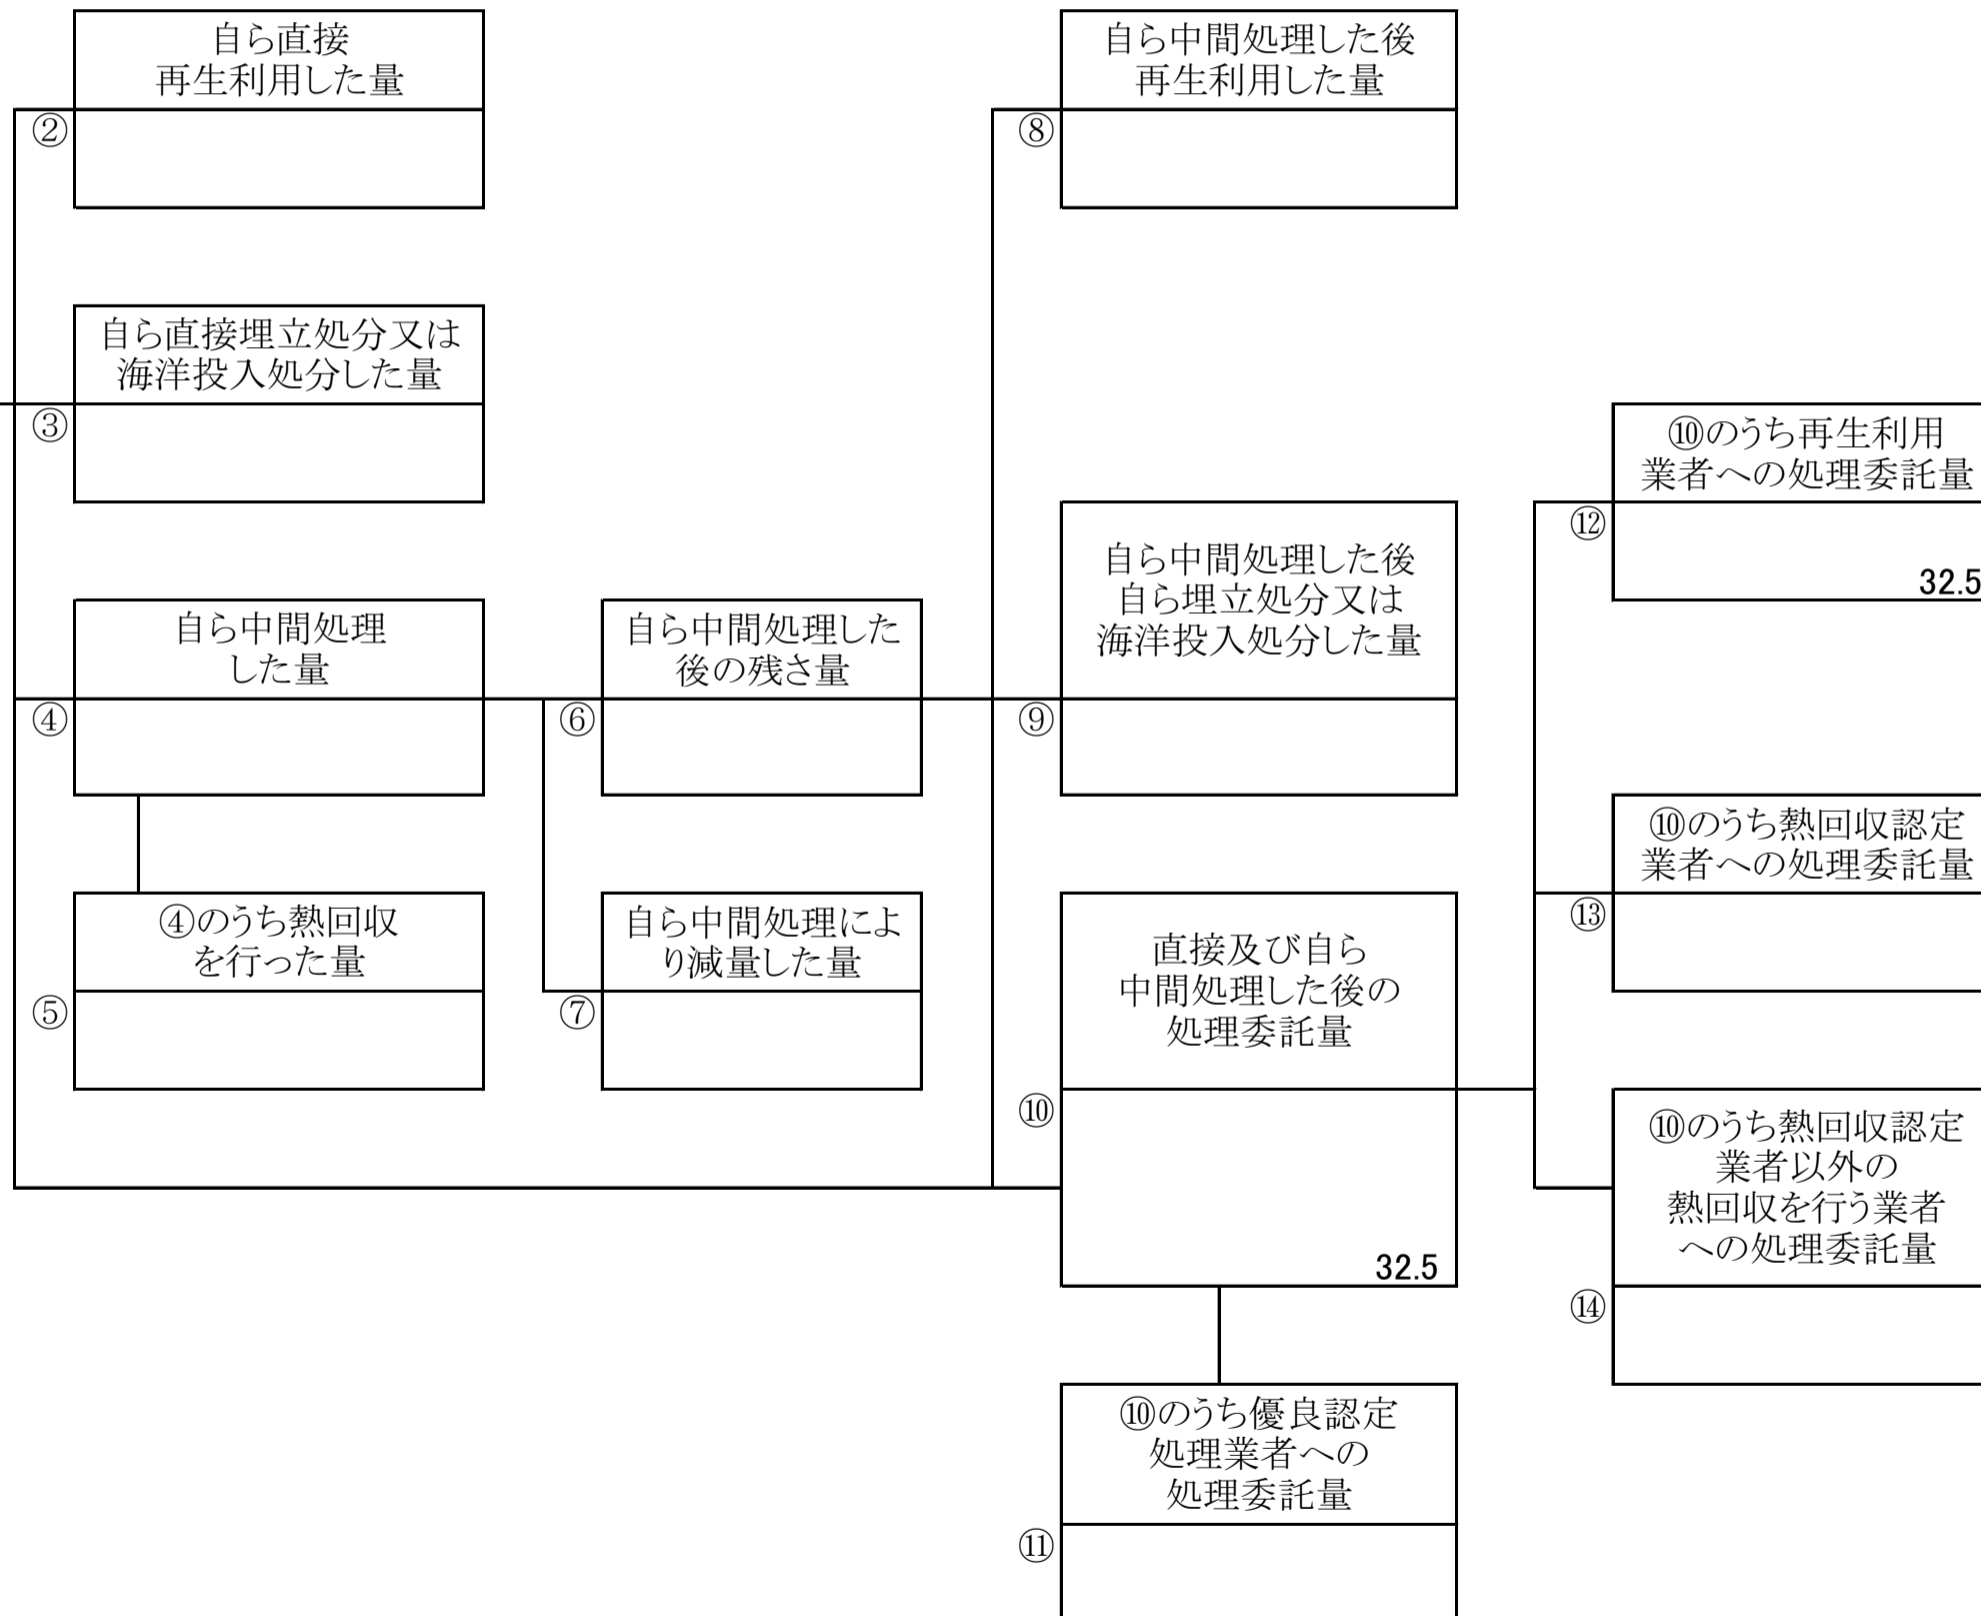 自ら直接
再生利用した量
②
自ら直接埋立処分又は
海洋投入処分した量
③
自ら中間処理
した量
④
④のうち熱回収
を行った量
⑤
自ら中間処理した
後の残さ量
⑥
自ら中間処理によ
り減量した量
⑦
自ら中間処理した後
再生利用した量
⑧
自ら中間処理した後
自ら埋立処分又は
海洋投入処分した量
⑨
直接及び自ら
中間処理した後の
処理委託量
⑩
32.5
⑩のうち優良認定
処理業者への
処理委託量
⑪
⑩のうち再生利用
業者への処理委託量
⑫
32.5
⑩のうち熱回収認定
業者への処理委託量
⑬
⑩のうち熱回収認定
業者以外の
熱回収を行う業者
への処理委託量
⑭